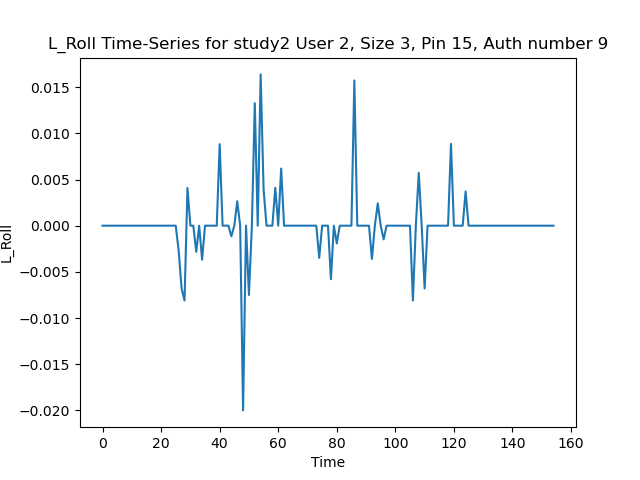 L_Roll Time-Series for study2 User 2, Size 3, Pin 15, Auth number 9
0.015
0.010
0.005
0.000
−0.005
−0.010
−0.015
−0.020
L_Roll
0 20 40 60 80 100 120 140 160
Time